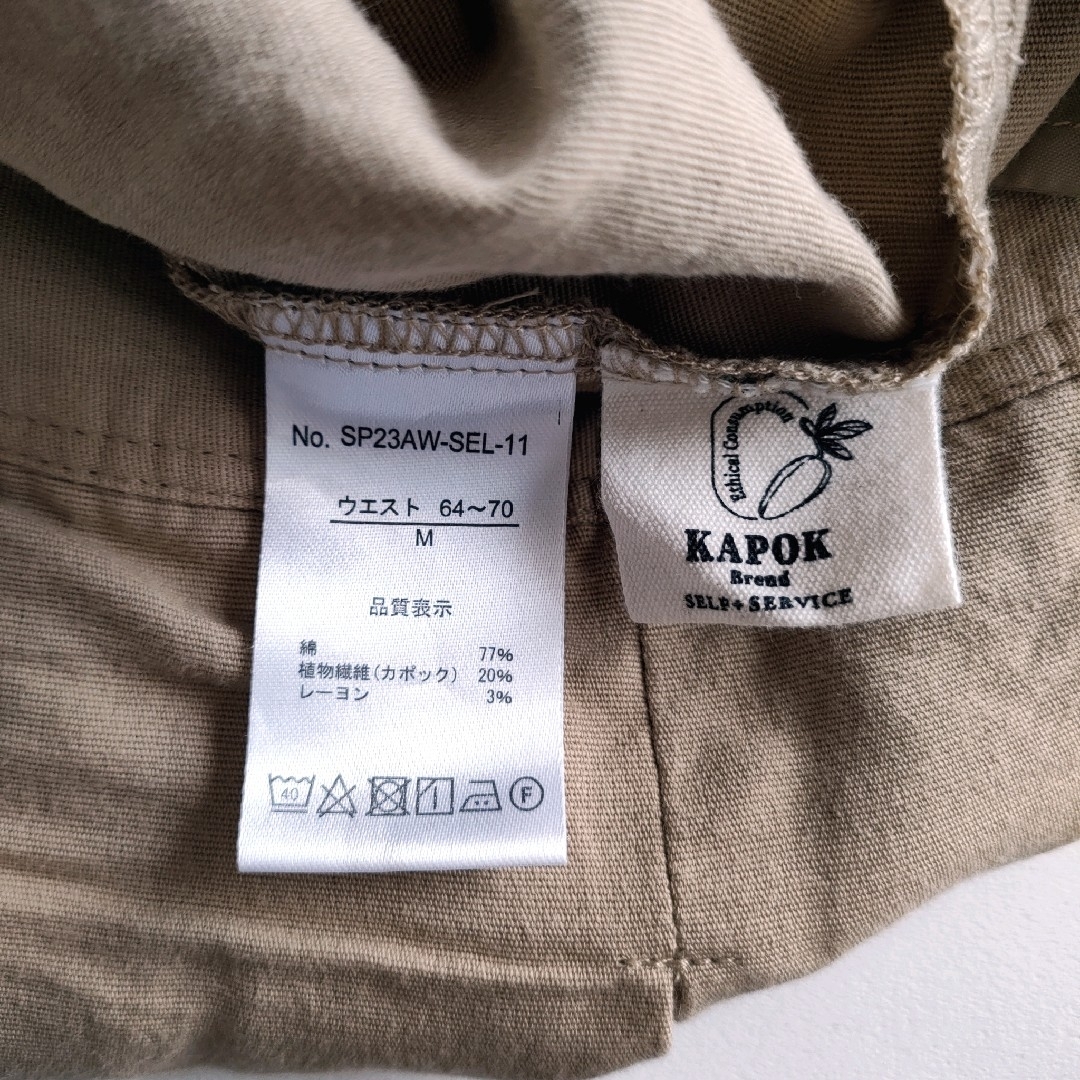 No. SP23AW-SEL-11
ウエスト 64～70
M
品質表示
綿 77%
植物繊維(カポック) 20%
レーヨン 3%
40
F
Ethical Consumption
KAPOK
Brend
SELF+SERVICE